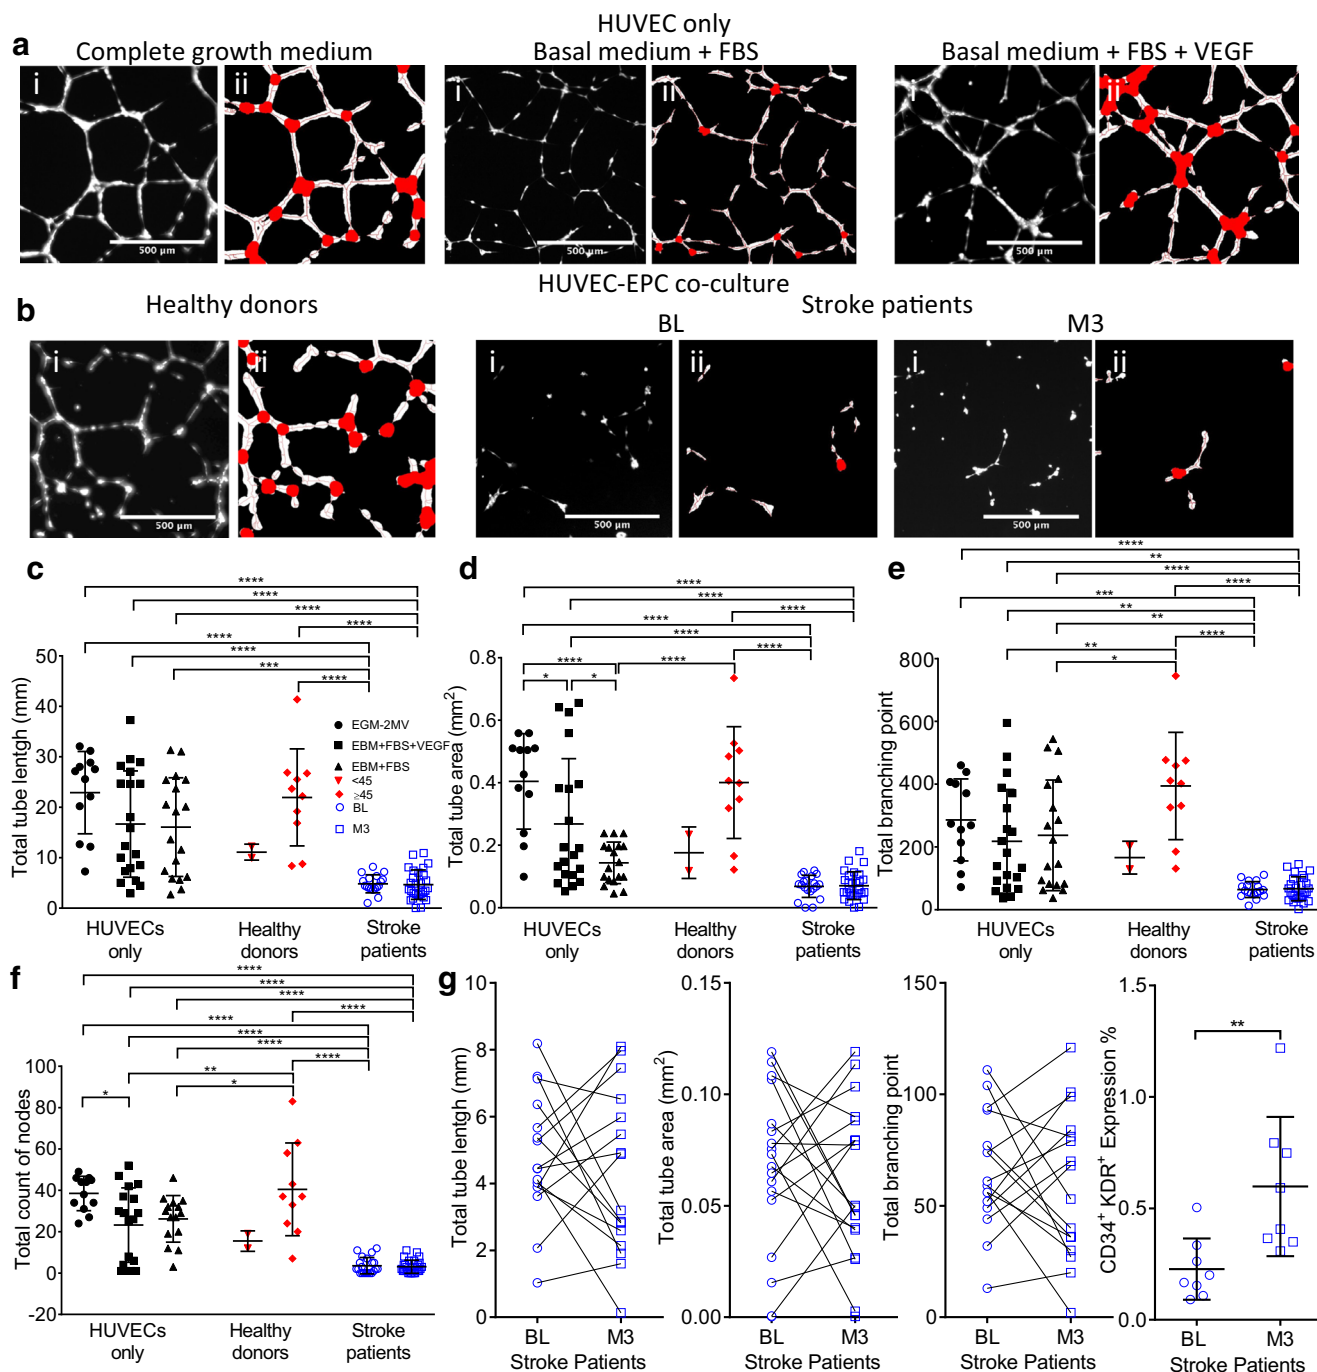 HUVEC only
a
Complete growth medium
Basal medium + FBS
Basal medium + FBS + VEGF
i
ii
i
ii
i
ii
500 μm
500 μm
500 μm
HUVEC-EPC co-culture
b
Healthy donors
Stroke patients
BL
M3
i
ii
i
ii
i
ii
500 μm
500 μm
500 μm
c
****
****
****
****
****
****
***
****
Total tube lentgh (mm)
50
40
30
20
10
0
EGM-2MV
EBM+FBS+VEGF
EBM+FBS
<45
≥45
BL
M3
HUVECs only
Healthy donors
Stroke patients
d
****
****
****
****
****
****
****
****
*
*
Total tube area (mm²)
0.8
0.6
0.4
0.2
0.0
HUVECs only
Healthy donors
Stroke patients
e
****
**
****
****
***
**
**
****
**
*
Total branching point
800
600
400
200
0
HUVECs only
Healthy donors
Stroke patients
f
****
****
****
****
****
****
****
****
**
*
*
Total count of nodes
100
80
60
40
20
0
-20
HUVECs only
Healthy donors
Stroke patients
g
Total tube lentgh (mm)
10
8
6
4
2
0
BL
M3
Total tube area (mm²)
0.15
0.10
0.05
0.00
BL
M3
Stroke Patients
Stroke Patients
Total branching point
150
100
50
0
BL
M3
Stroke Patients
CD34⁺ KDR⁺ Expression %
1.5
1.0
0.5
0.0
**
BL
M3
Stroke Patients